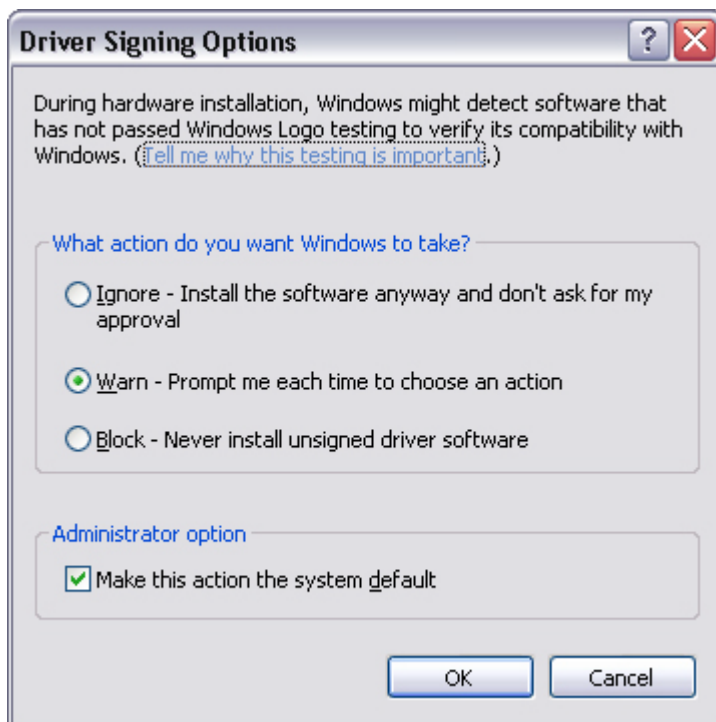 Driver Signing Options
During hardware installation, Windows might detect software that
has not passed Windows Logo testing to verify its compatibility with
Windows. (Tell me why this testing is important.)
What action do you want Windows to take?
Ignore - Install the software anyway and don't ask for my
approval
Warn - Prompt me each time to choose an action
Block - Never install unsigned driver software
Administrator option
Make this action the system default
OK Cancel